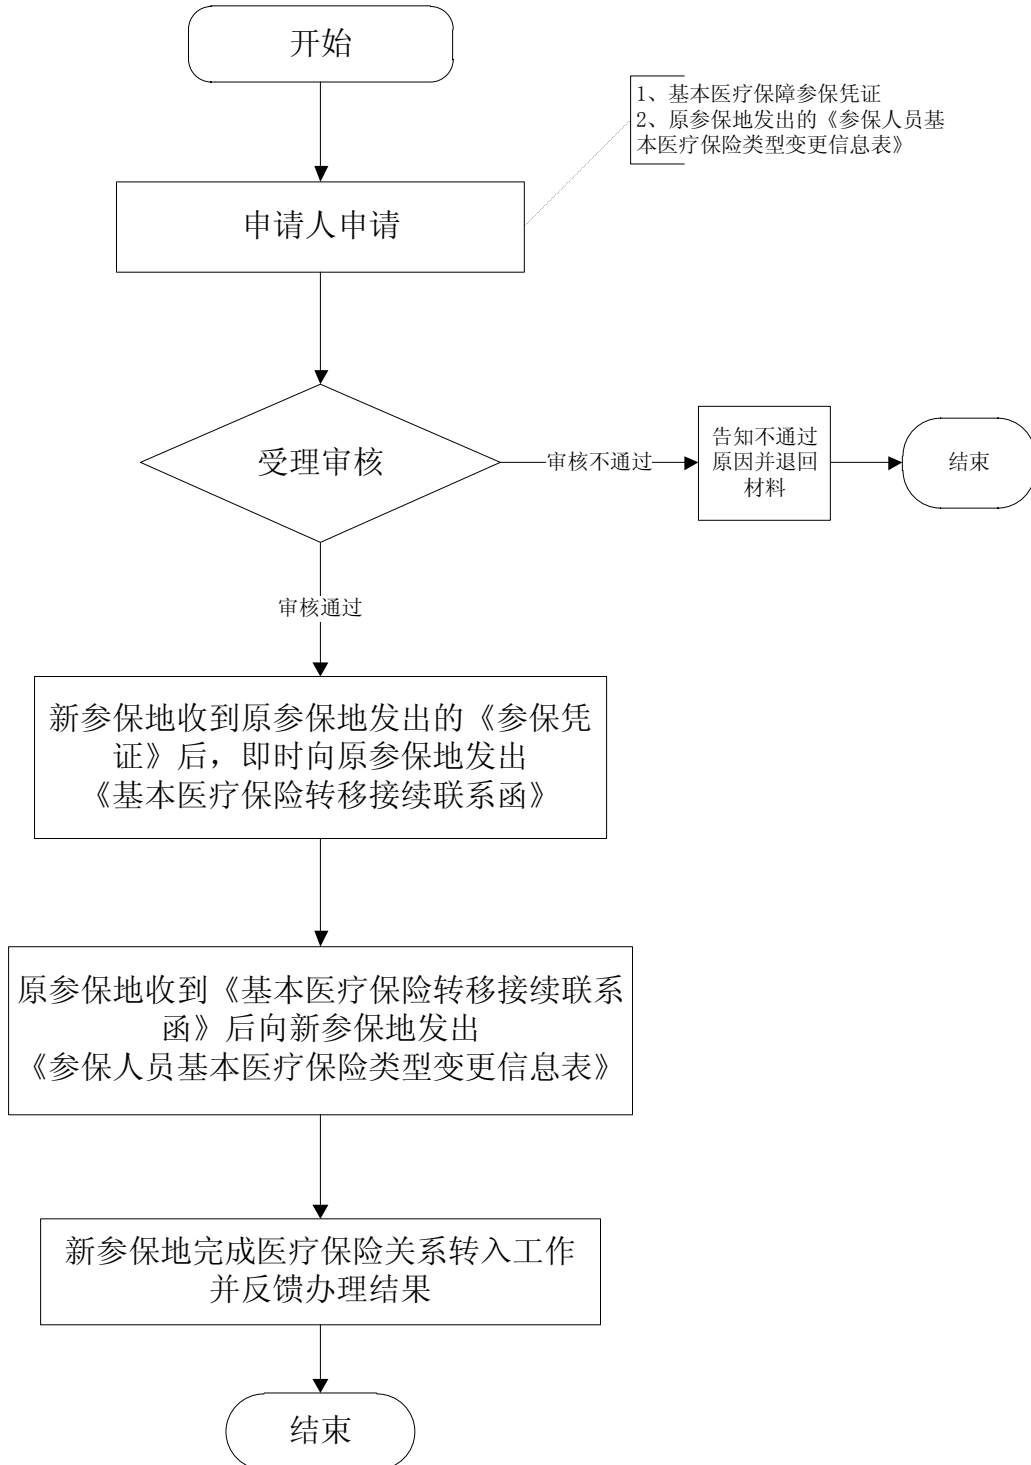 开始
1、基本医疗保障参保凭证
2、原参保地发出的《参保人员基
本医疗保险类型变更信息表》
申请人申请
受理审核
审核不通过
告知不通过
原因并退回
材料
结束
审核通过
新参保地收到原参保地发出的《参保凭
证》后，即时向原参保地发出
《基本医疗保险转移接续联系函》
原参保地收到《基本医疗保险转移接续联系
函》后向新参保地发出
《参保人员基本医疗保险类型变更信息表》
新参保地完成医疗保险关系转入工作
并反馈办理结果
结束